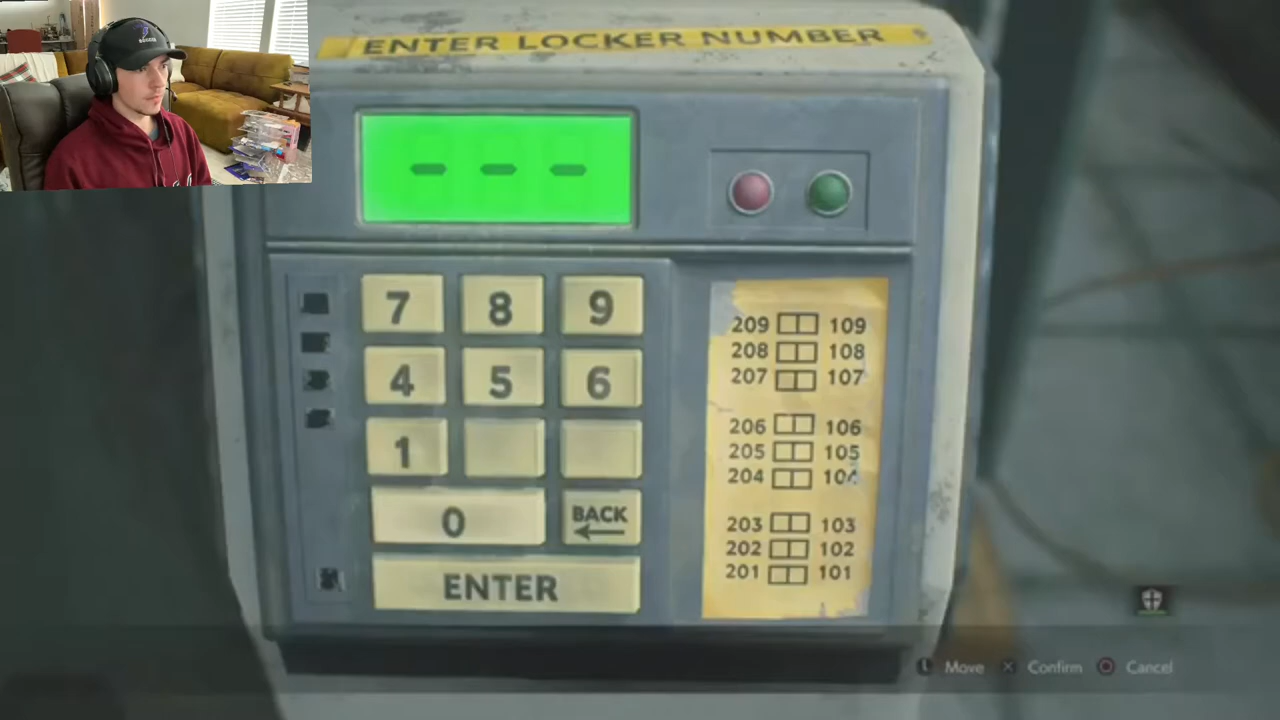 ENTER LOCKER NUMBER
- - -
7 8 9
4 5 6
1
0 BACK
ENTER
209 109
208 108
207 107
206 106
205 105
204 104
203 103
202 102
201 101
L Move X Confirm O Cancel